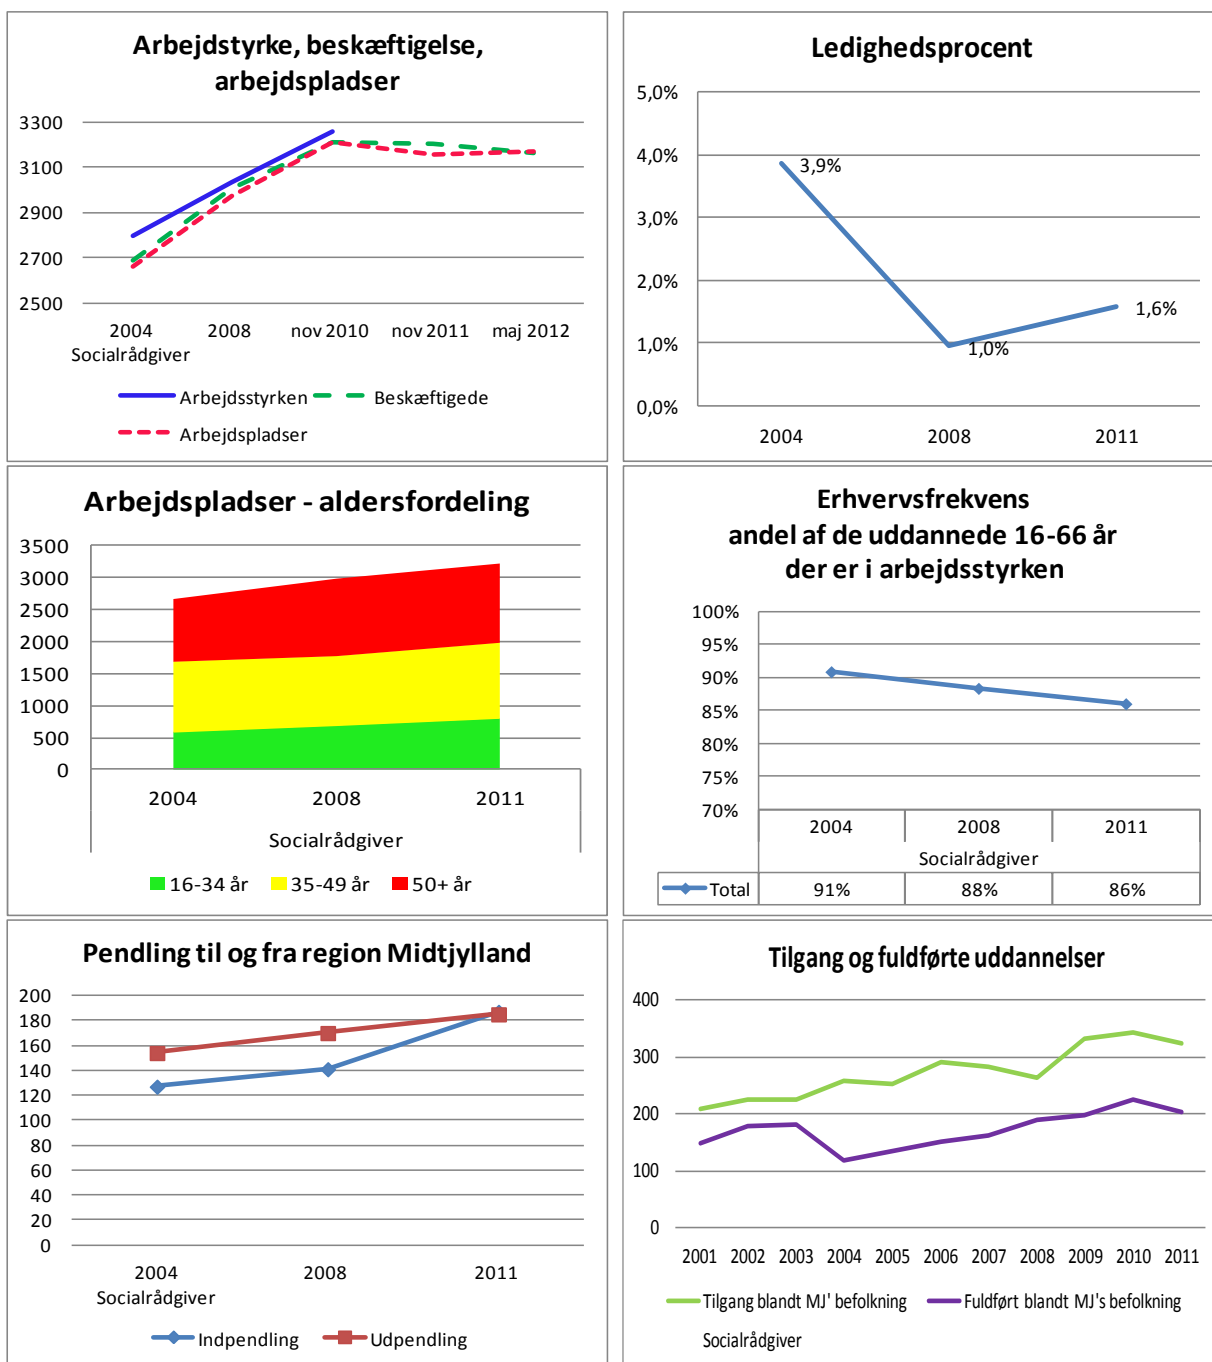 Arbejdstyrke, beskæftigelse,
arbejdspladser
3300
3100
2900
2700
2500
2004 2008 nov 2010 nov 2011 maj 2012
Socialrådgiver
Arbejdsstyrken Beskæftigede
Arbejdspladser
Ledighedsprocent
5,0%
4,0%
3,0%
2,0%
1,0%
0,0%
3,9%
1,0%
1,6%
2004 2008 2011
Arbejdspladser - aldersfordeling
3500
3000
2500
2000
1500
1000
500
0
2004 2008 2011
Socialrådgiver
16-34 år 35-49 år 50+ år
Erhvervsfrekvens
andel af de uddannede 16-66 år
der er i arbejdsstyrken
100%
95%
90%
85%
80%
75%
70%
2004 2008 2011
Socialrådgiver
Total 91% 88% 86%
Pendling til og fra region Midtjylland
200
180
160
140
120
100
80
60
40
20
0
2004 2008 2011
Socialrådgiver
Indpendling Udpendling
Tilgang og fuldførte uddannelser
400
300
200
100
0
2001 2002 2003 2004 2005 2006 2007 2008 2009 2010 2011
Tilgang blandt MJ' befolkning Fuldført blandt MJ's befolkning
Socialrådgiver